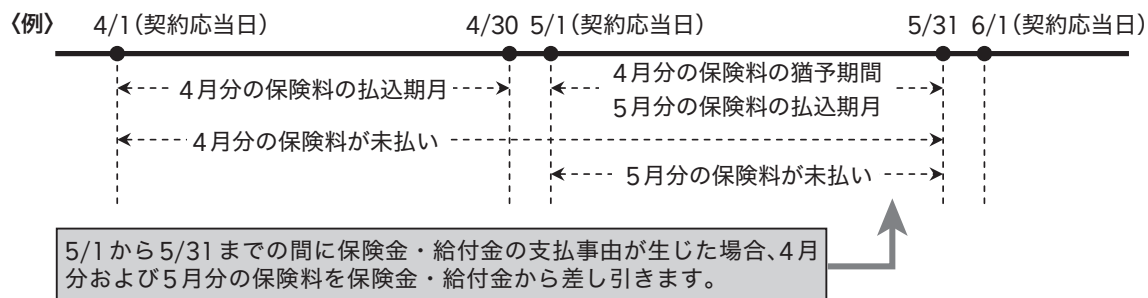 〈例〉 4/1(契約応当日) 4/30 5/1(契約応当日) 5/31 6/1(契約応当日)
4月分の保険料の払込期月
4月分の保険料の猶予期間
5月分の保険料の払込期月
4月分の保険料が未払い
5月分の保険料が未払い
5/1から5/31までの間に保険金・給付金の支払事由が生じた場合、4月
分および5月分の保険料を保険金・給付金から差し引きます。